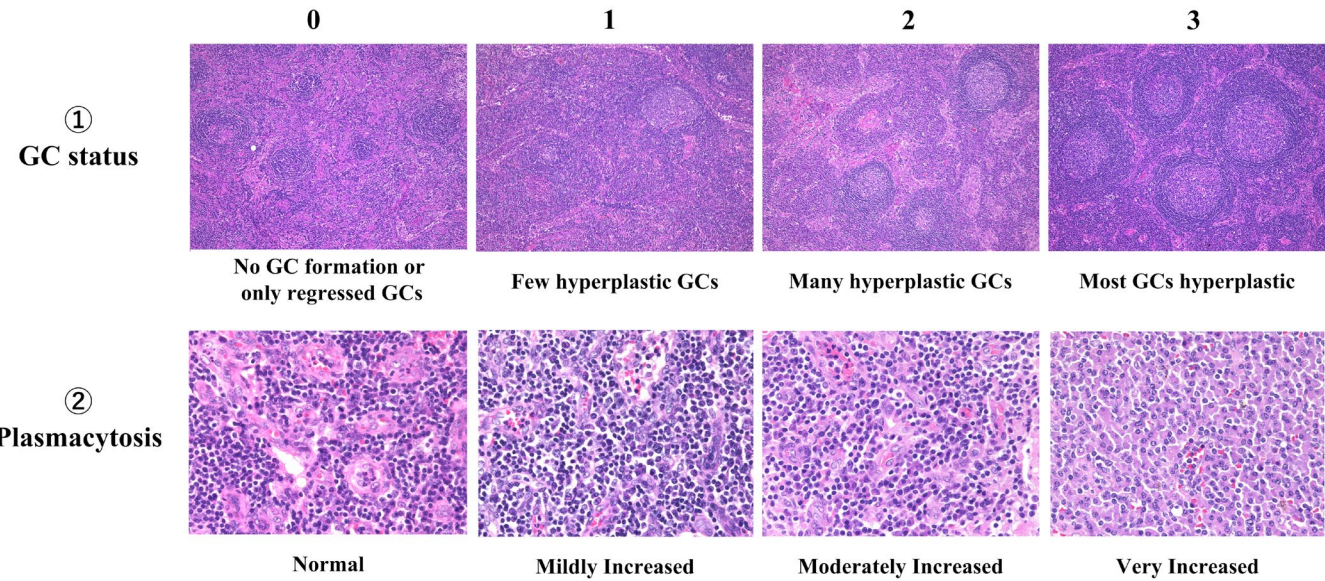 0 1 2 3
①
GC status
No GC formation or
only regressed GCs
Few hyperplastic GCs
Many hyperplastic GCs
Most GCs hyperplastic
②
Plasmacytosis
Normal
Mildly Increased
Moderately Increased
Very Increased